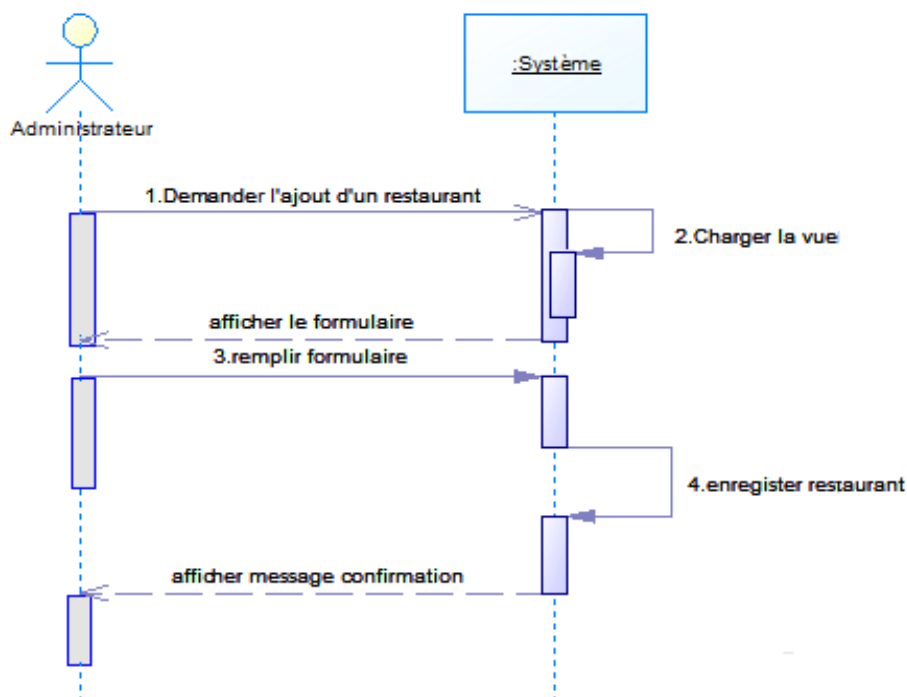 :Système
Administrateur
1.Demander l'ajout d'un restaurant
2.Charger la vue
afficher le formulaire
3.remplir formulaire
4.enregister restaurant
afficher message confirmation